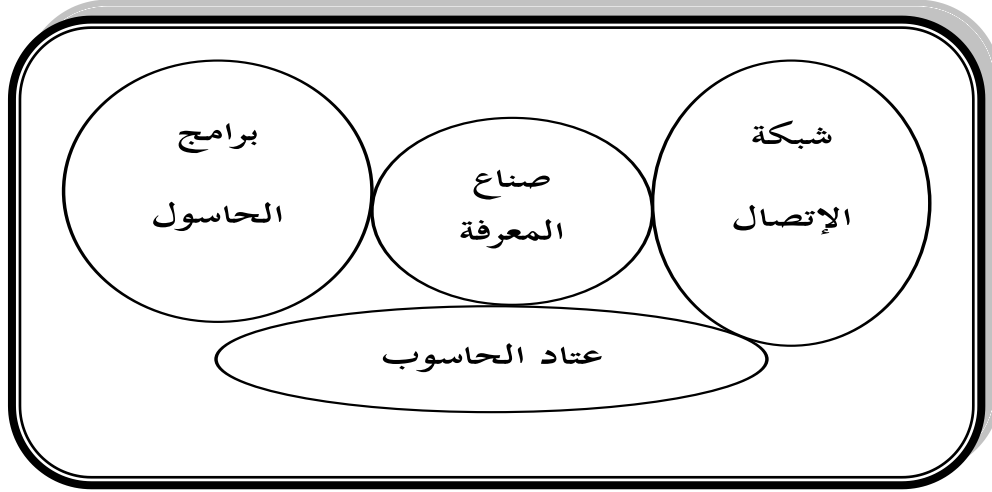 شبكة
الإتصال
صناع
المعرفة
برامج
الحاسول
عتاد الحاسوب